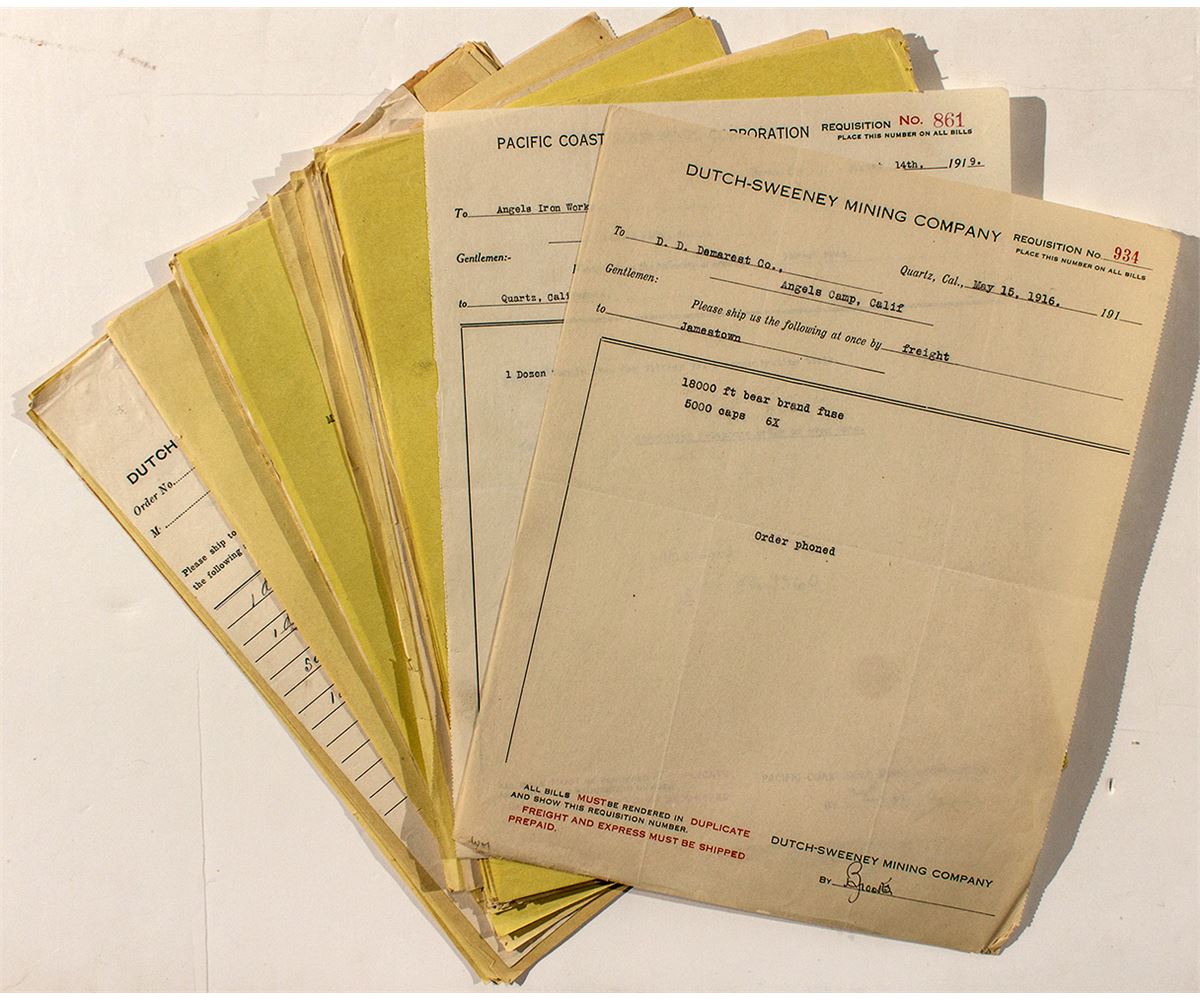 PACIFIC COAST CORPORATION
REQUISITION No. 861
PLACE THIS NUMBER ON ALL BILLS
14th, 1919.
To Angels Iron Work
Gentlemen:-
to Quartz, Cali
1 Dozen
DUTCH-SWEENEY MINING COMPANY
REQUISITION No. 934
PLACE THIS NUMBER ON ALL BILLS
To D. D. Demarest Co.,
Quartz, Cal., May 15, 1916. 191
Gentlemen: Angels Camp, Calif
Please ship us the following at once by freight
to Jamestown
18000 ft bear brand fuse
5000 caps 6X
Order phoned
ALL BILLS MUST BE RENDERED IN DUPLICATE
AND SHOW THIS REQUISITION NUMBER.
FREIGHT AND EXPRESS MUST BE SHIPPED
PREPAID.
DUTCH-SWEENEY MINING COMPANY
BY
DUTCH
Order No.
M
Please ship to
the following
M